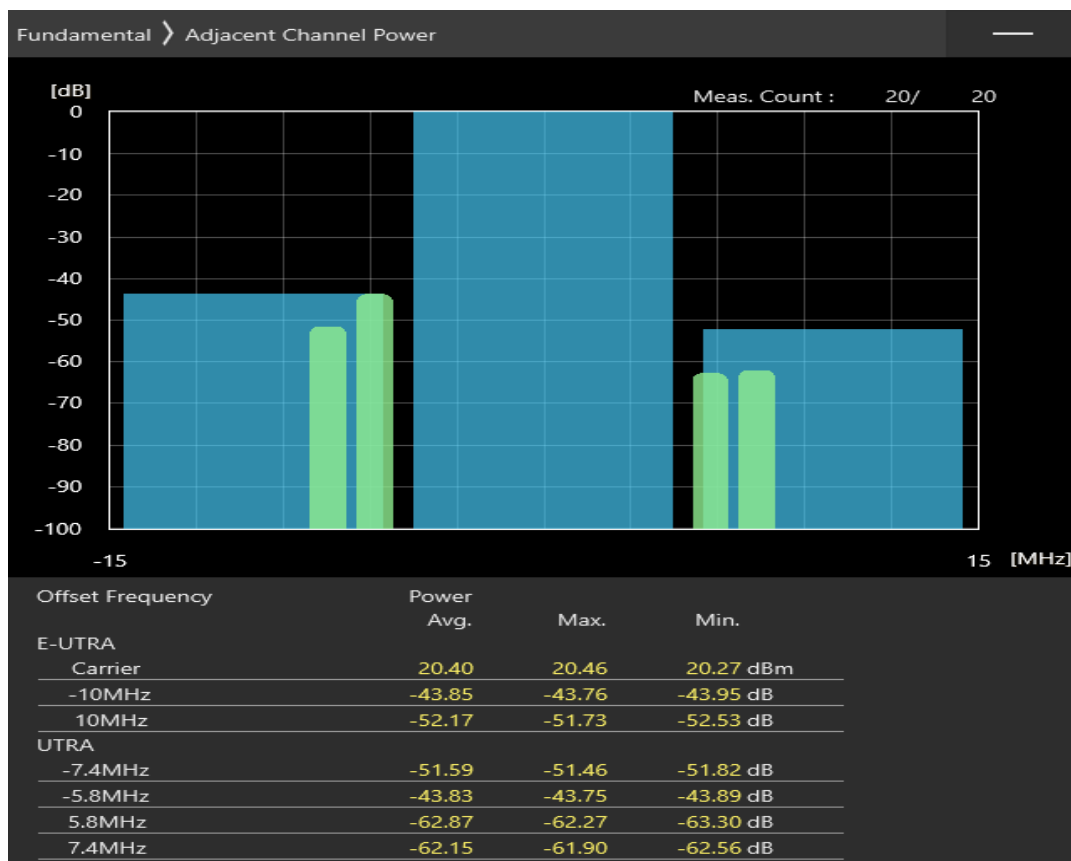 Fundamental ❯ Adjacent Channel Power
[dB]
Meas. Count : 20/ 20
0
-10
-20
-30
-40
-50
-60
-70
-80
-90
-100
-15 15 [MHz]
Offset Frequency Power
Avg. Max. Min.
E-UTRA
Carrier 20.40 20.46 20.27 dBm
-10MHz -43.85 -43.76 -43.95 dB
10MHz -52.17 -51.73 -52.53 dB
UTRA
-7.4MHz -51.59 -51.46 -51.82 dB
-5.8MHz -43.83 -43.75 -43.89 dB
5.8MHz -62.87 -62.27 -63.30 dB
7.4MHz -62.15 -61.90 -62.56 dB